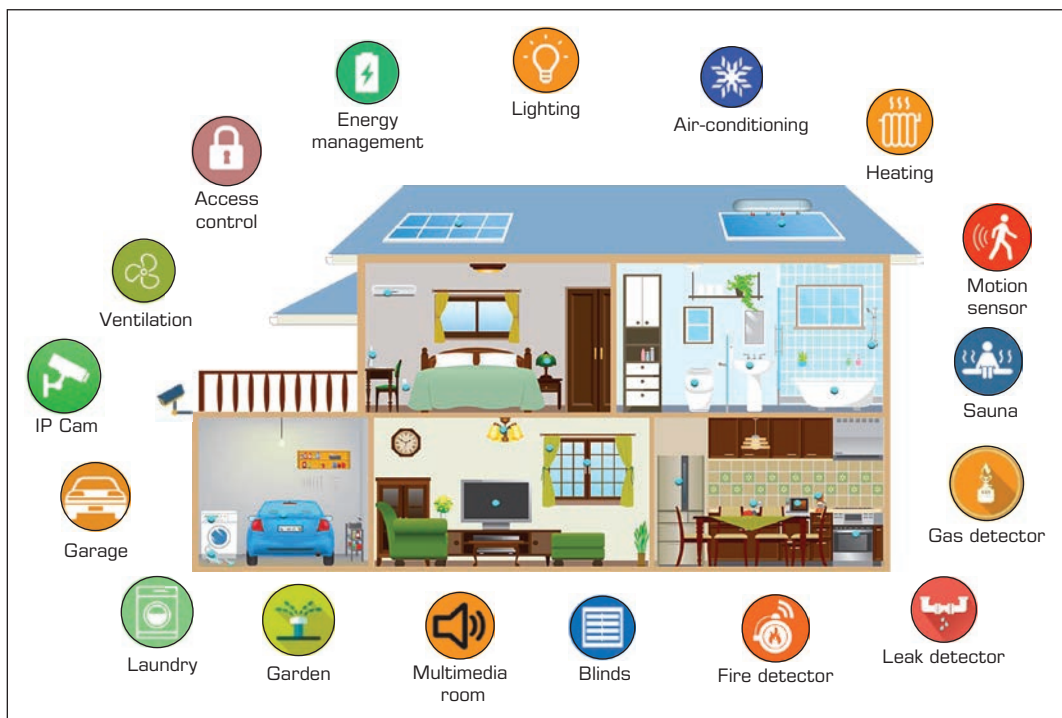 Energy
management
Lighting
Air-conditioning
Heating
Access
control
Motion
sensor
Ventilation
Sauna
IP Cam
Gas detector
Garage
Leak detector
Laundry
Garden
Multimedia
room
Blinds
Fire detector